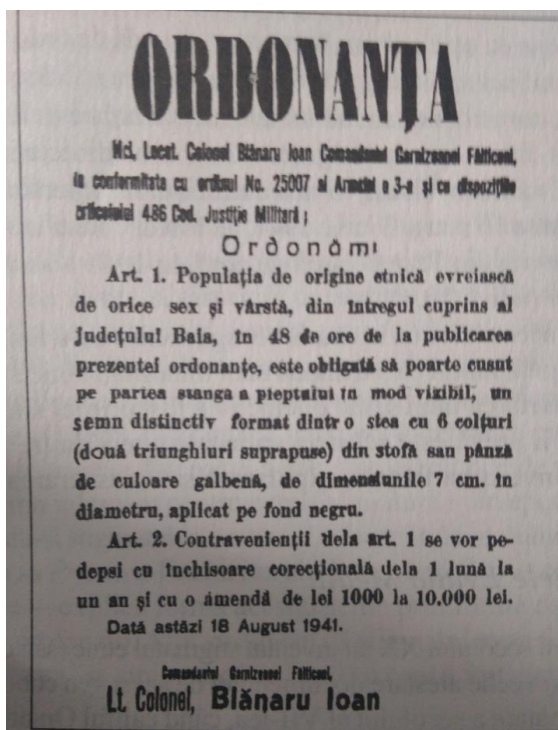 ORDONANȚA
Noi, Locot. Colonel Blănaru Ioan Comandantul Garnizoanei Fălticeni,
in conformitate cu ordinul No. 25007 al Armatei a 3-a și cu dispozițiile
articolului 486 Cod. Justiție Militară;
Ordonăm:
Art. 1. Populația de origine etnică evreiască
de orice sex și vârstă, din întregul cuprins al
județului Baia, în 48 de ore de la publicarea
prezentei ordonanțe, este obligată să poarte cusut
pe partea stanga a pieptului in mod vizibil, un
semn distinctiv format dintr o stea cu 6 colțuri
(două triunghiuri suprapuse) din stofă sau pânză
de culoare galbenă, de dimensiunile 7 cm. in
diametru, aplicat pe fond negru.
Art. 2. Contravenienții dela art. 1 se vor pe-
depsi cu închisoare corecțională dela 1 lună la
un an și cu o amendă de lei 1000 la 10.000 lei.
Dată astăzi 18 August 1941.
Comandantul Garnizoanei Fălticeni,
Lt. Colonel, Blănaru Ioan